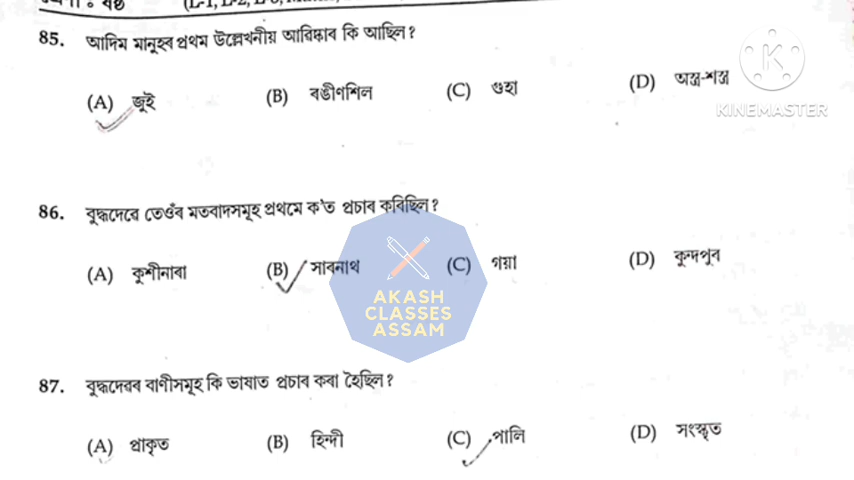 শ্ৰেণী : ষষ্ঠ
85. আদিম মানুহৰ প্ৰথম উল্লেখনীয় আৱিষ্কাৰ কি আছিল?
(A) জুই (B) ৰঙীণশিল (C) গুহা (D) অস্ত্ৰ-শস্ত্ৰ
KINEMASTER
86. বুদ্ধদেৱে তেওঁৰ মতবাদসমূহ প্ৰথমে ক'ত প্ৰচাৰ কৰিছিল?
(A) কুশীনাৰা (B) সাৰনাথ (C) গয়া (D) কুন্দপুৰ
AKASH
CLASSES
ASSAM
87. বুদ্ধদেৱৰ বাণীসমূহ কি ভাষাত প্ৰচাৰ কৰা হৈছিল?
(A) প্ৰাকৃত (B) হিন্দী (C) পালি (D) সংস্কৃত